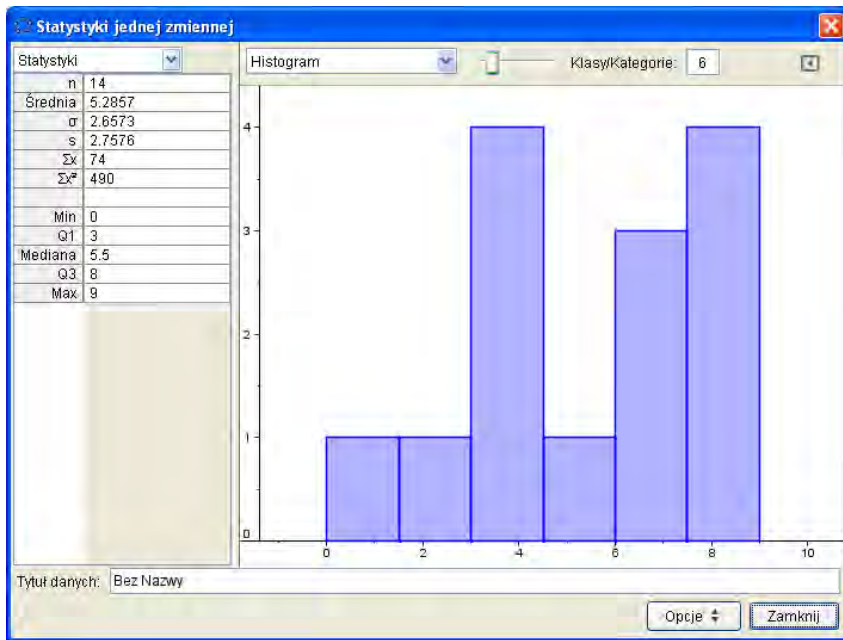 Statystyki jednej zmiennej
Statystyki
Histogram
Klasy/Kategorie: 6
n 14
Średnia 5.2857
σ 2.6573
s 2.7576
Σx 74
Σx² 490
Min 0
Q1 3
Mediana 5.5
Q3 8
Max 9
4
3
2
1
0
0 2 4 6 8 10
Tytuł danych: Bez Nazwy
Opcje
Zamknij